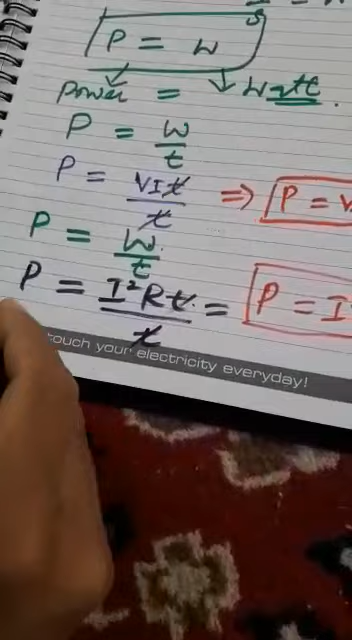 P = W
Power = Watt.
P = W/t
P = VIt/t ⇒ P = V
P = W/t
P = I²Rt/t = P = I
touch your electricity everyday!